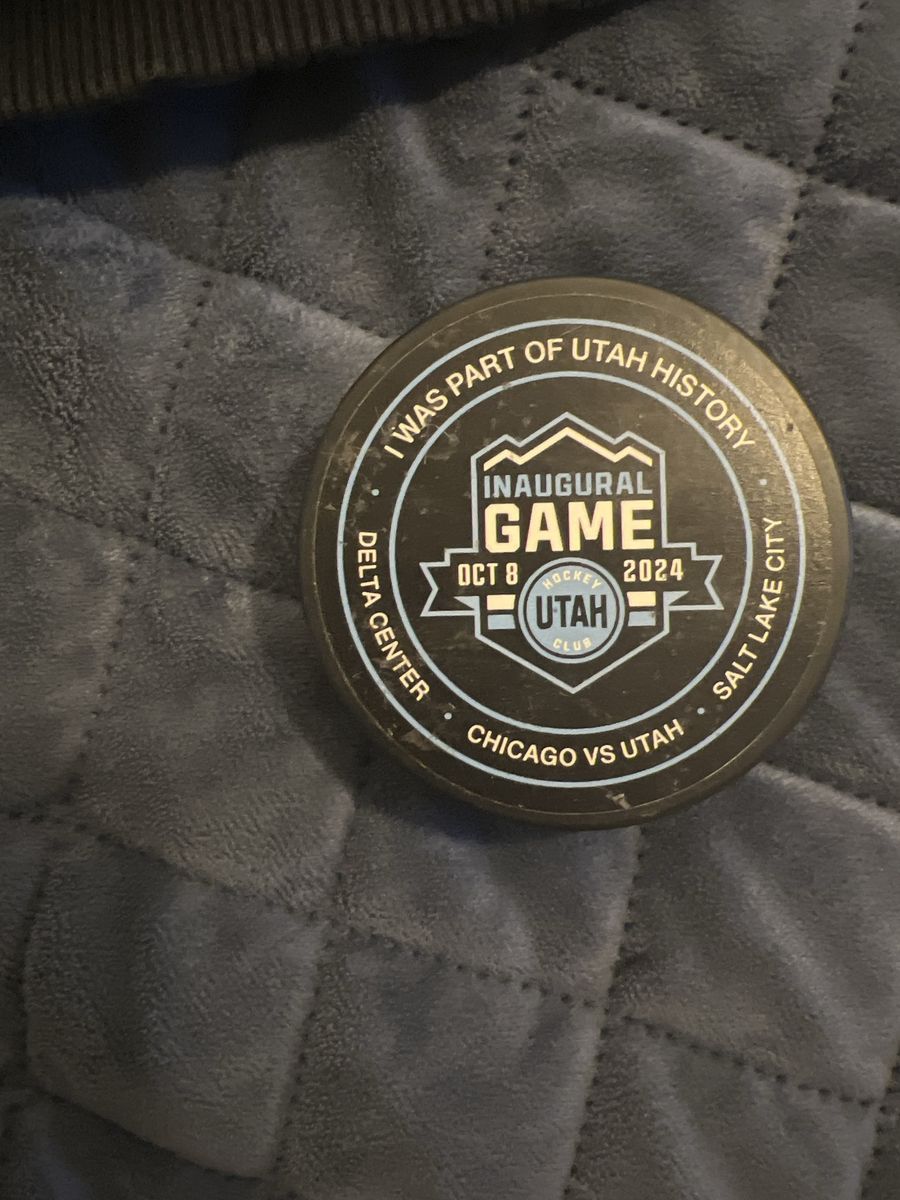 I WAS PART OF UTAH HISTORY
INAUGURAL
GAME
OCT 8 2024
HOCKEY
UTAH
CLUB
DELTA CENTER • CHICAGO VS UTAH • SALT LAKE CITY